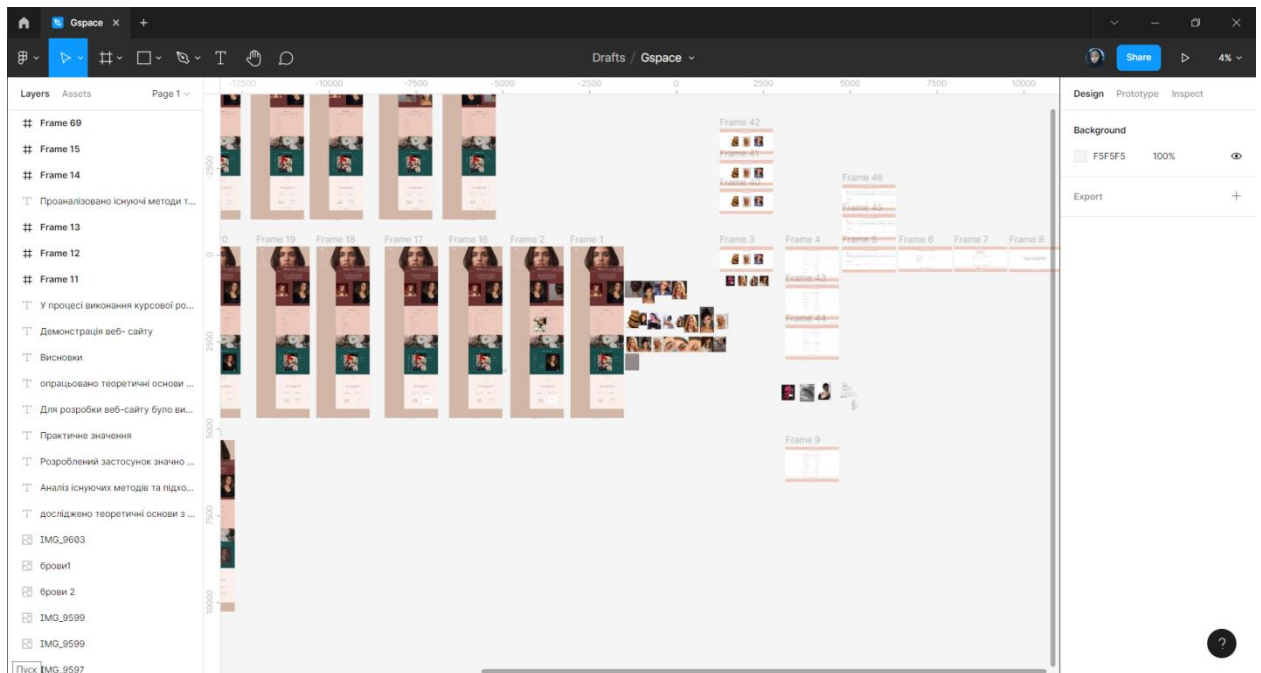 Gspace × +
Drafts / Gspace
Share
4%
Layers Assets Page 1
Design Prototype Inspect
-12500 -10000 -7500 -5000 -2500 0 2500 5000 7500 10000
Frame 69
Frame 15
Frame 14
Проаналізовано існуючі методи т...
Frame 13
Frame 12
Frame 11
У процесі виконання курсової ро...
Демонстрація веб- сайту
Висновки
опрацьовано теоретичні основи ...
Для розробки веб-сайту було ви...
Практичне значення
Розроблений застосунок значно ...
Аналіз існуючих методів та підхо...
досліджено теоретичні основи з ...
IMG_9603
брови1
брови 2
IMG_9599
IMG_9599
IMG_9597
Пуск
-2500
0
2500
5000
7500
10000
Frame 42
Frame 41
Frame 40
Frame 46
Frame 45
Frame 19 Frame 18 Frame 17 Frame 16 Frame 2 Frame 1 Frame 3 Frame 4 Frame 5 Frame 6 Frame 7 Frame 8
Frame 43
Frame 44
Frame 9
Background
F5F5F5 100%
Export +
?